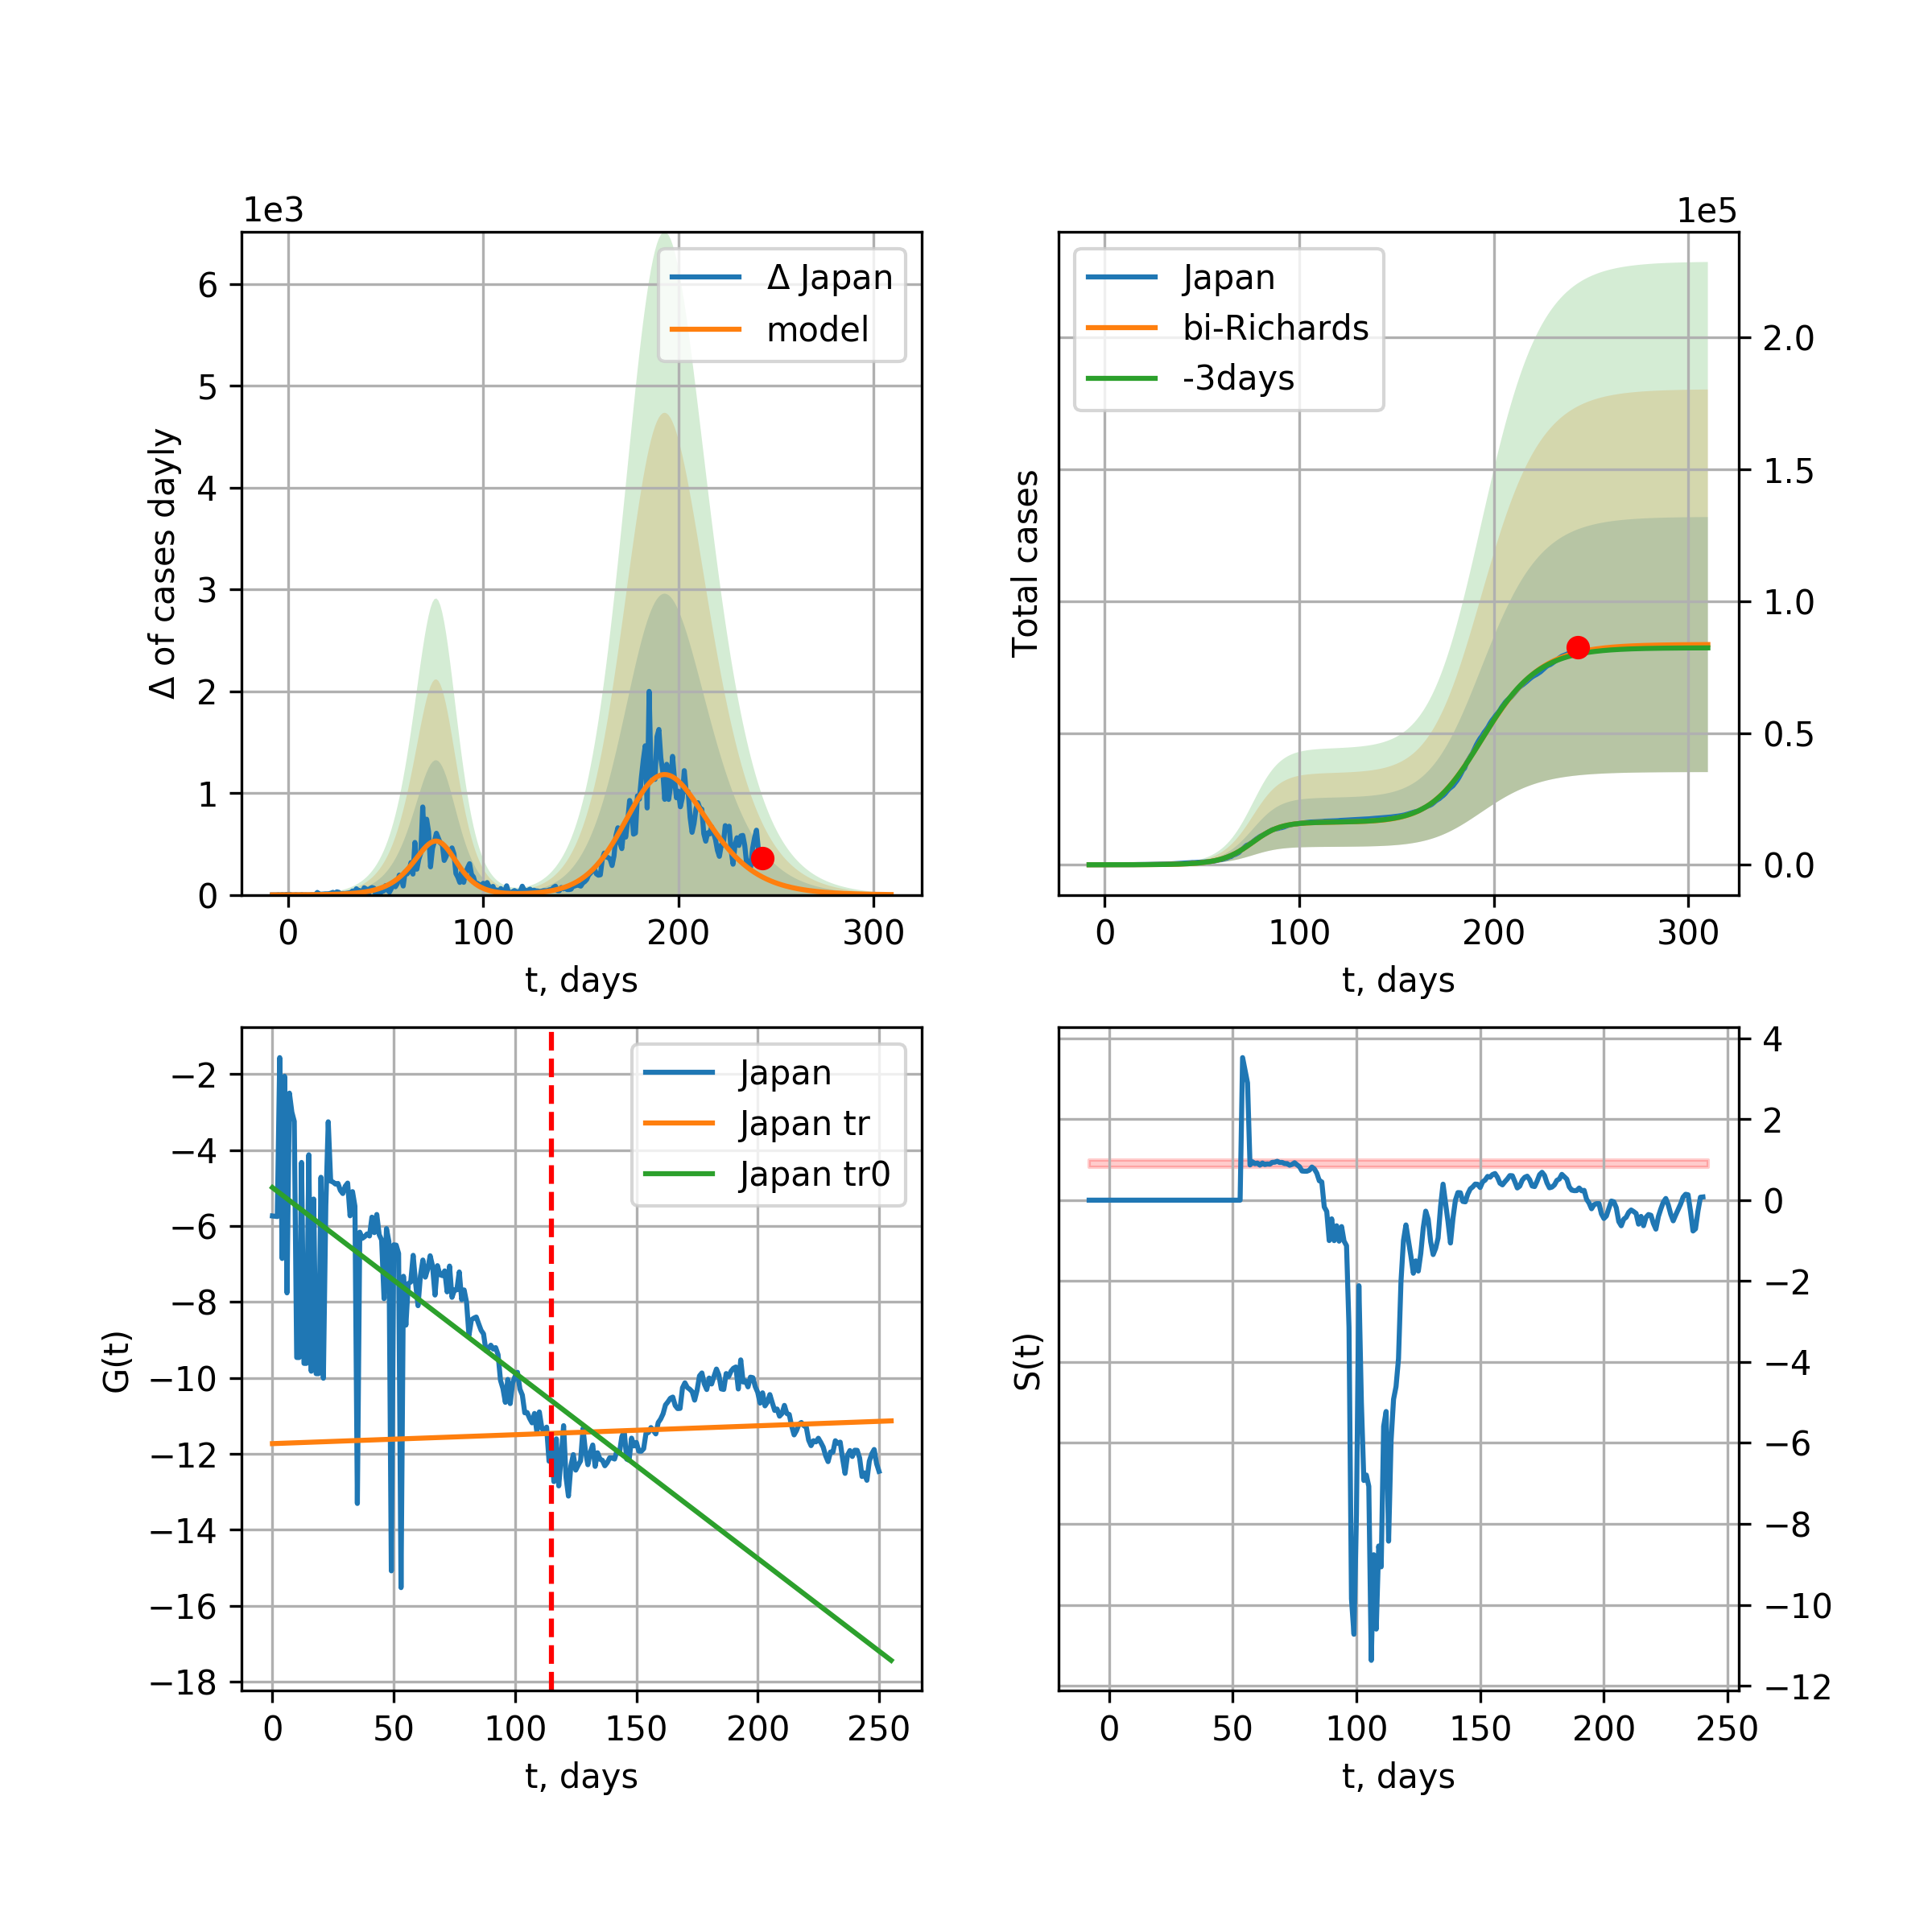 1e3
Δ of cases dayly
6
5
4
3
2
1
0
Δ Japan
model
0 100 200 300
t, days
1e5
Total cases
Japan
bi-Richards
-3days
2.0
1.5
1.0
0.5
0.0
0 100 200 300
t, days
G(t)
−2
−4
−6
−8
−10
−12
−14
−16
−18
Japan
Japan tr
Japan tr0
0 50 100 150 200 250
t, days
S(t)
4
2
0
−2
−4
−6
−8
−10
−12
0 50 100 150 200 250
t, days